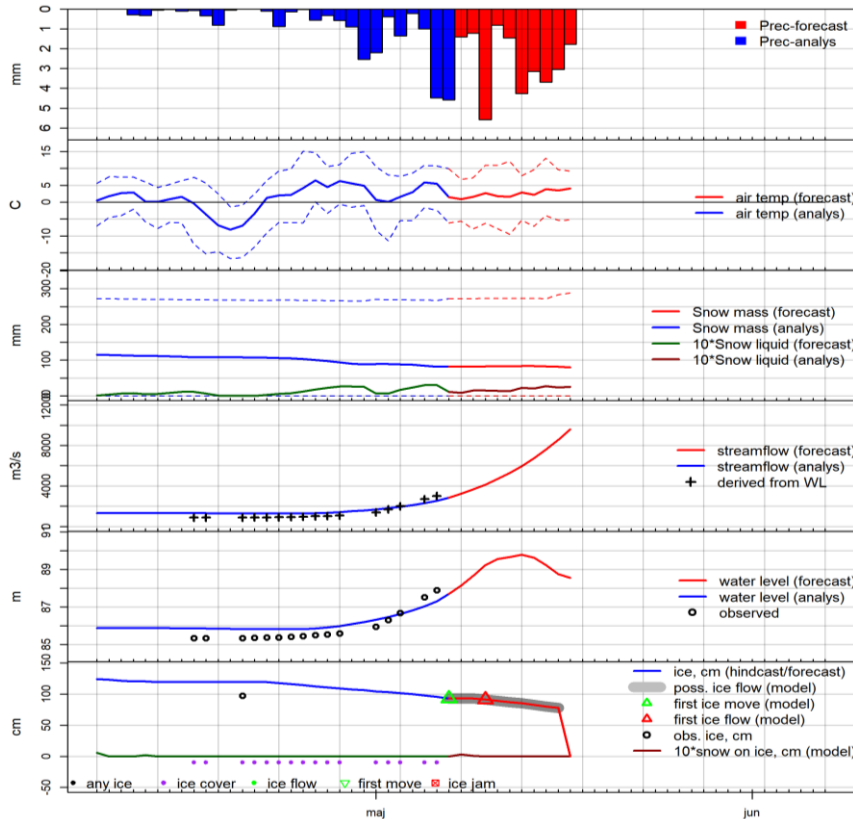 0
1
2
3
4
5
6
mm
Prec-forecast
Prec-analys
15
10
5
0
-10
-20
C
air temp (forecast)
air temp (analys)
300
200
100
mm
Snow mass (forecast)
Snow mass (analys)
10*Snow liquid (forecast)
10*Snow liquid (analys)
12000
8000
4000
m3/s
streamflow (forecast)
streamflow (analys)
derived from WL
91
89
87
85
m
water level (forecast)
water level (analys)
observed
150
100
50
0
-50
cm
ice, cm (hindcast/forecast)
poss. ice flow (model)
first ice move (model)
first ice flow (model)
obs. ice, cm
10*snow on ice, cm (model)
any ice ice cover ice flow first move ice jam
maj jun